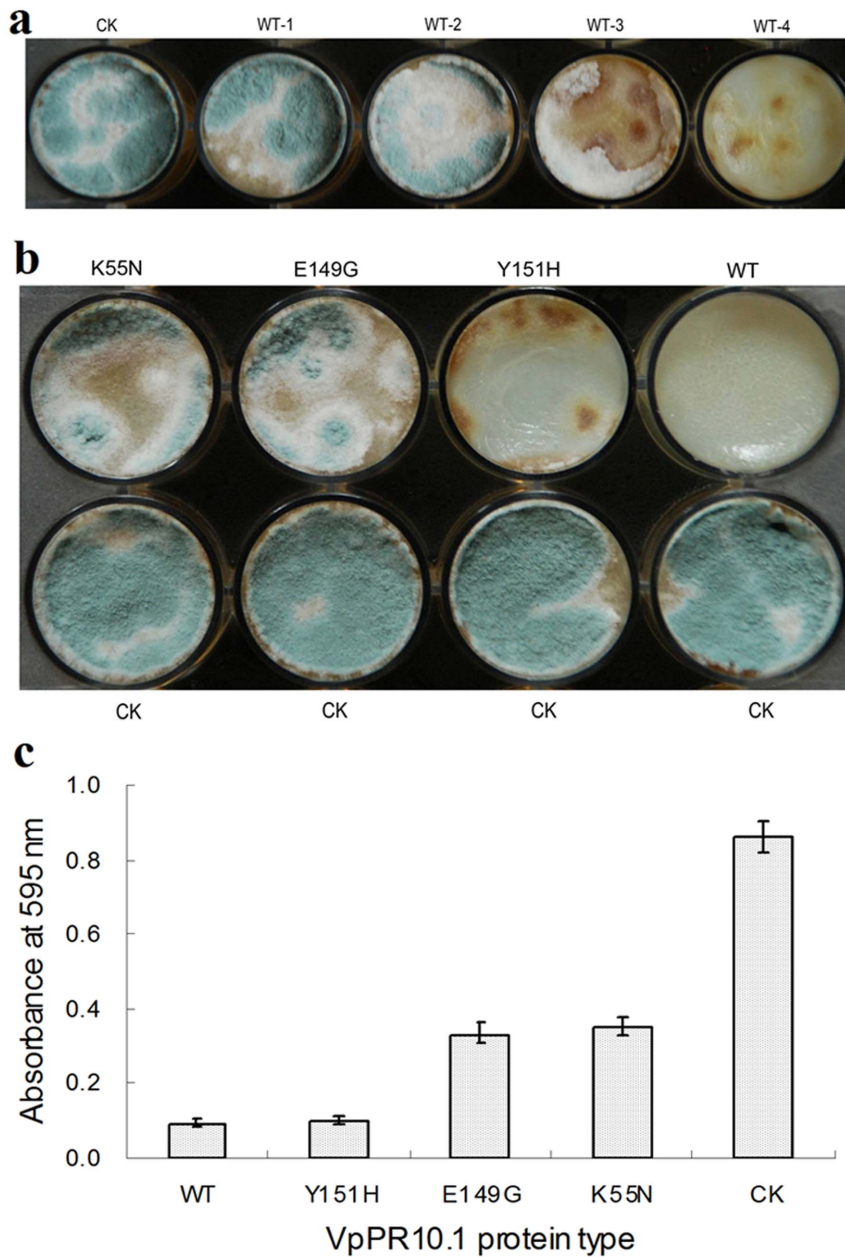 a
CK WT-1 WT-2 WT-3 WT-4
b
K55N E149G Y151H WT
CK CK CK CK
c
1.0
0.8
0.6
0.4
0.2
0.0
Absorbance at 595 nm
WT Y151H E149G K55N CK
VpPR10.1 protein type